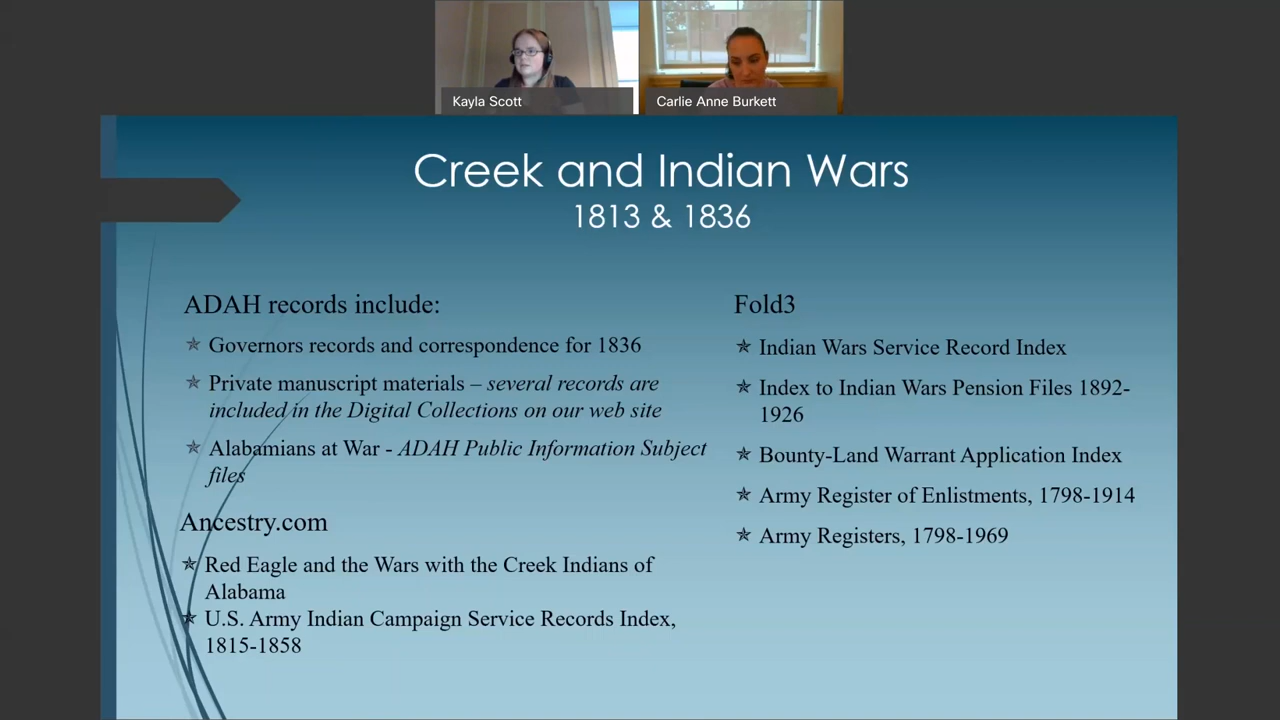 Kayla Scott
Carlie Anne Burkett
Creek and Indian Wars
1813 & 1836
ADAH records include:
Governors records and correspondence for 1836
Private manuscript materials – several records are
included in the Digital Collections on our web site
Alabamians at War - ADAH Public Information Subject
files
Ancestry.com
Red Eagle and the Wars with the Creek Indians of
Alabama
U.S. Army Indian Campaign Service Records Index,
1815-1858
Fold3
Indian Wars Service Record Index
Index to Indian Wars Pension Files 1892-
1926
Bounty-Land Warrant Application Index
Army Register of Enlistments, 1798-1914
Army Registers, 1798-1969